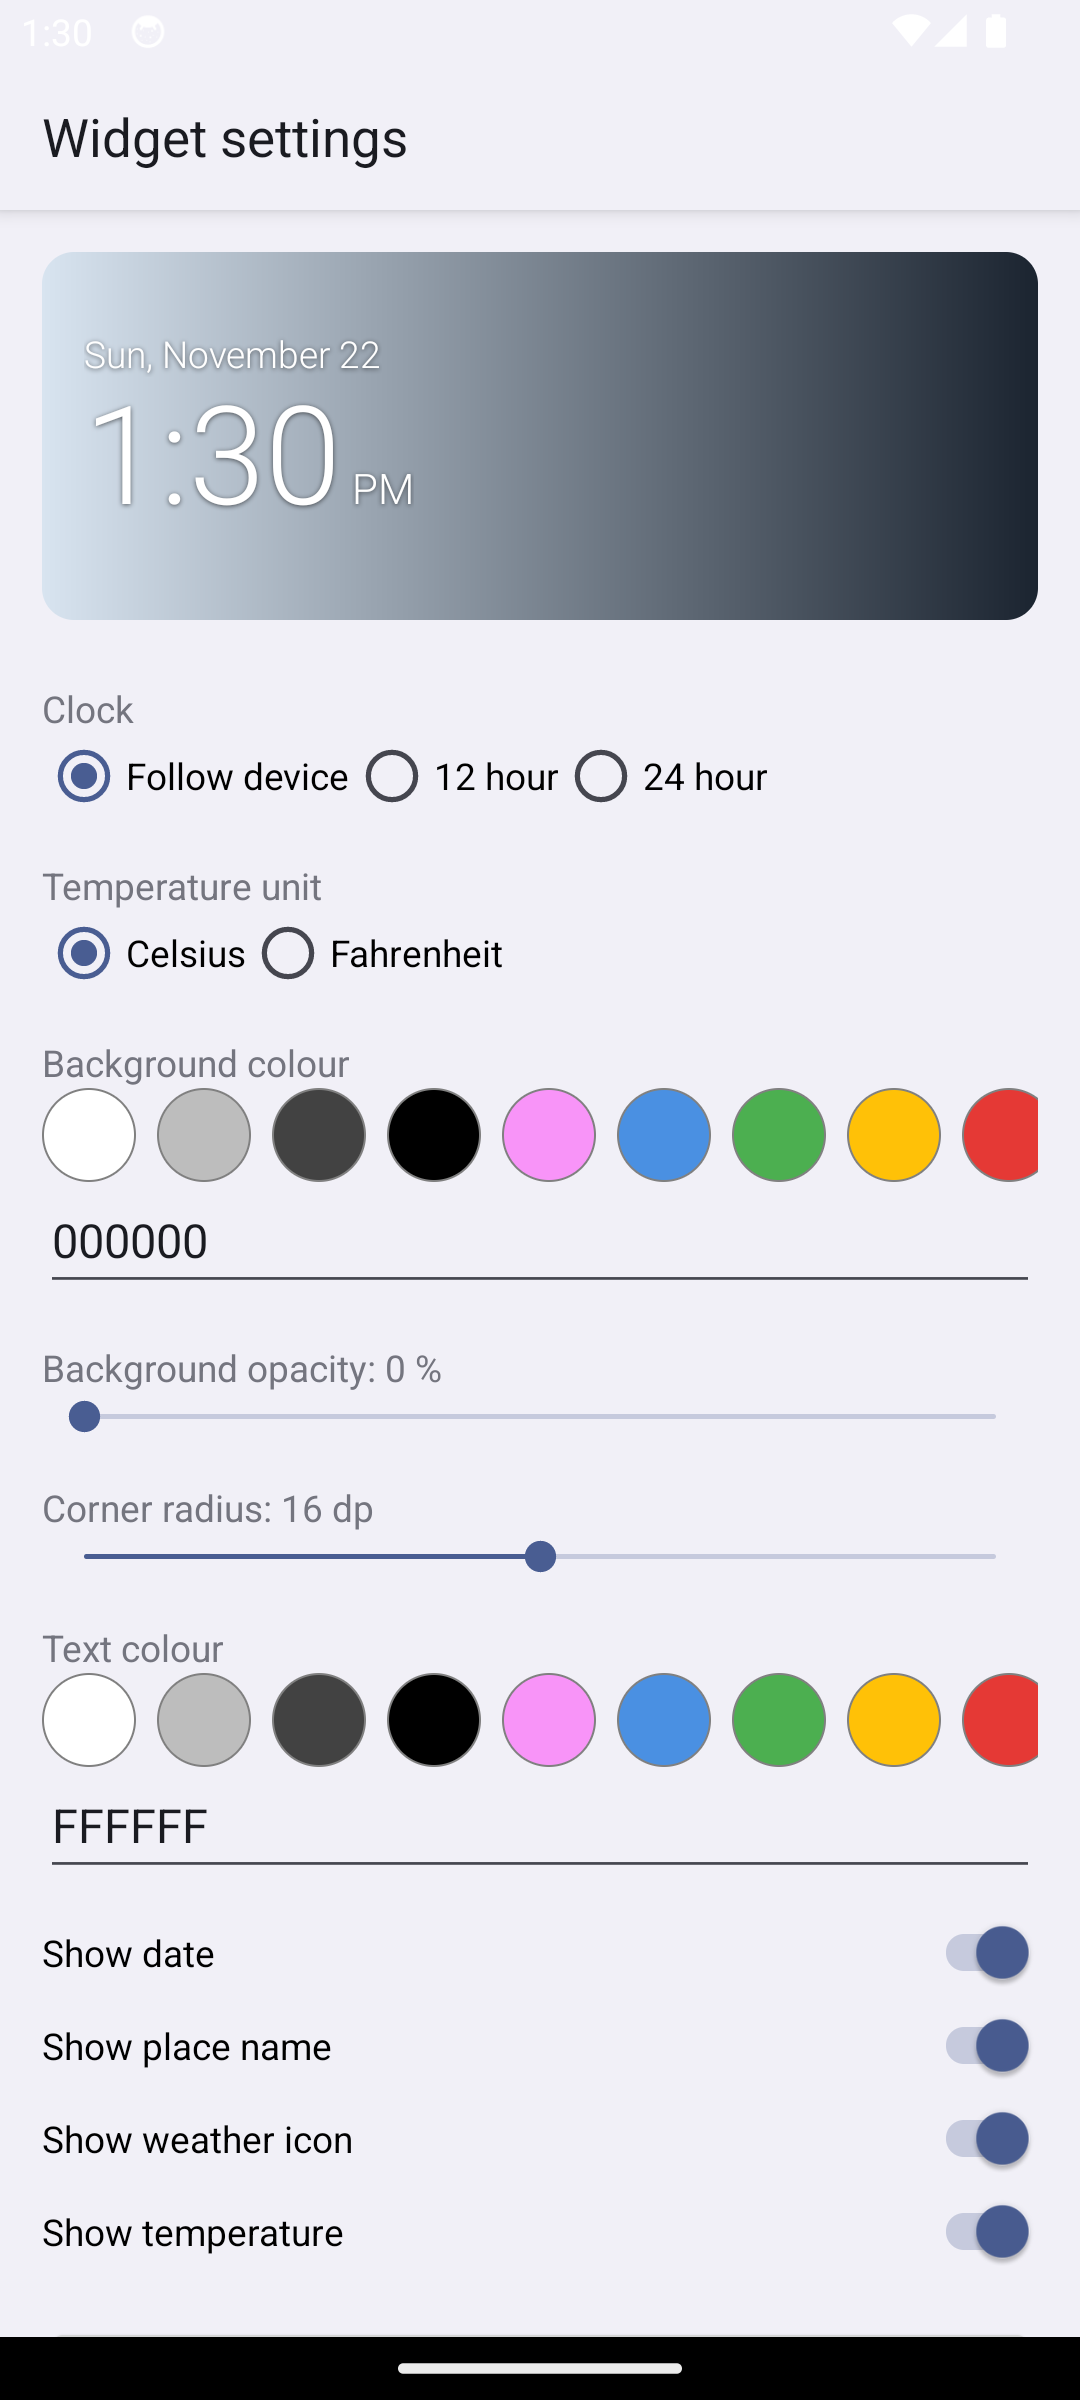 1:30
Widget settings
Sun, November 22
1:30 PM
Clock
Follow device 12 hour 24 hour
Temperature unit
Celsius Fahrenheit
Background colour
000000
Background opacity: 0 %
Corner radius: 16 dp
Text colour
FFFFFF
Show date
Show place name
Show weather icon
Show temperature